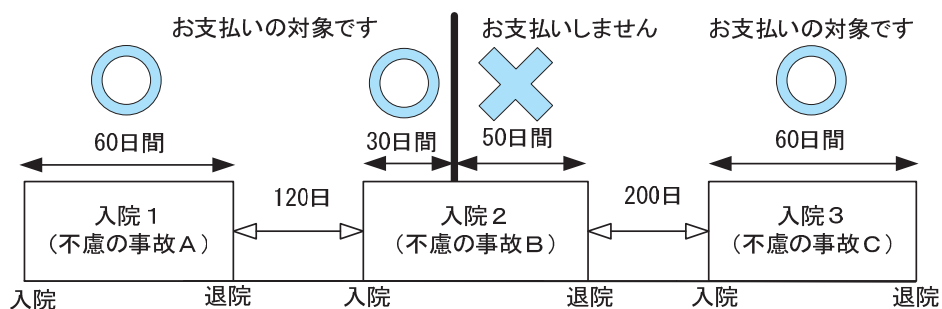 お支払いの対象です
お支払いしません
お支払いの対象です
60日間
30日間
50日間
60日間
入院1
（不慮の事故A）
120日
入院2
（不慮の事故B）
200日
入院3
（不慮の事故C）
入院
退院
入院
退院
入院
退院